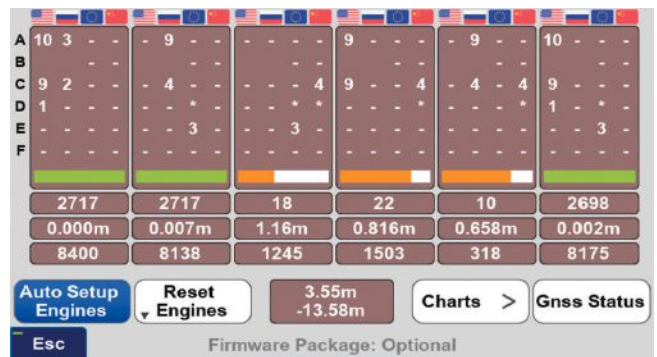 A 10 3 - - - 9 - - - - - - 9 - - - - 9 - - 10 - - -
B - - - - - - - - - - - -
C 9 2 - - - 4 - - - - - 4 9 - - 4 - 4 - 4 9 - - -
D 1 - - - - - * - - - * * - - - * - - - * 1 - * -
E - - - - - - 3 - - - 3 - - - - - - - - - - - 3 -
F - - - - - - - - - - - - - - - - - - - - - - - -
2717 2717 18 22 10 2698
0.000m 0.007m 1.16m 0.816m 0.658m 0.002m
8400 8138 1245 1503 318 8175
Auto Setup Engines
Reset Engines
3.55m
-13.58m
Charts >
Gnss Status
Esc
Firmware Package: Optional